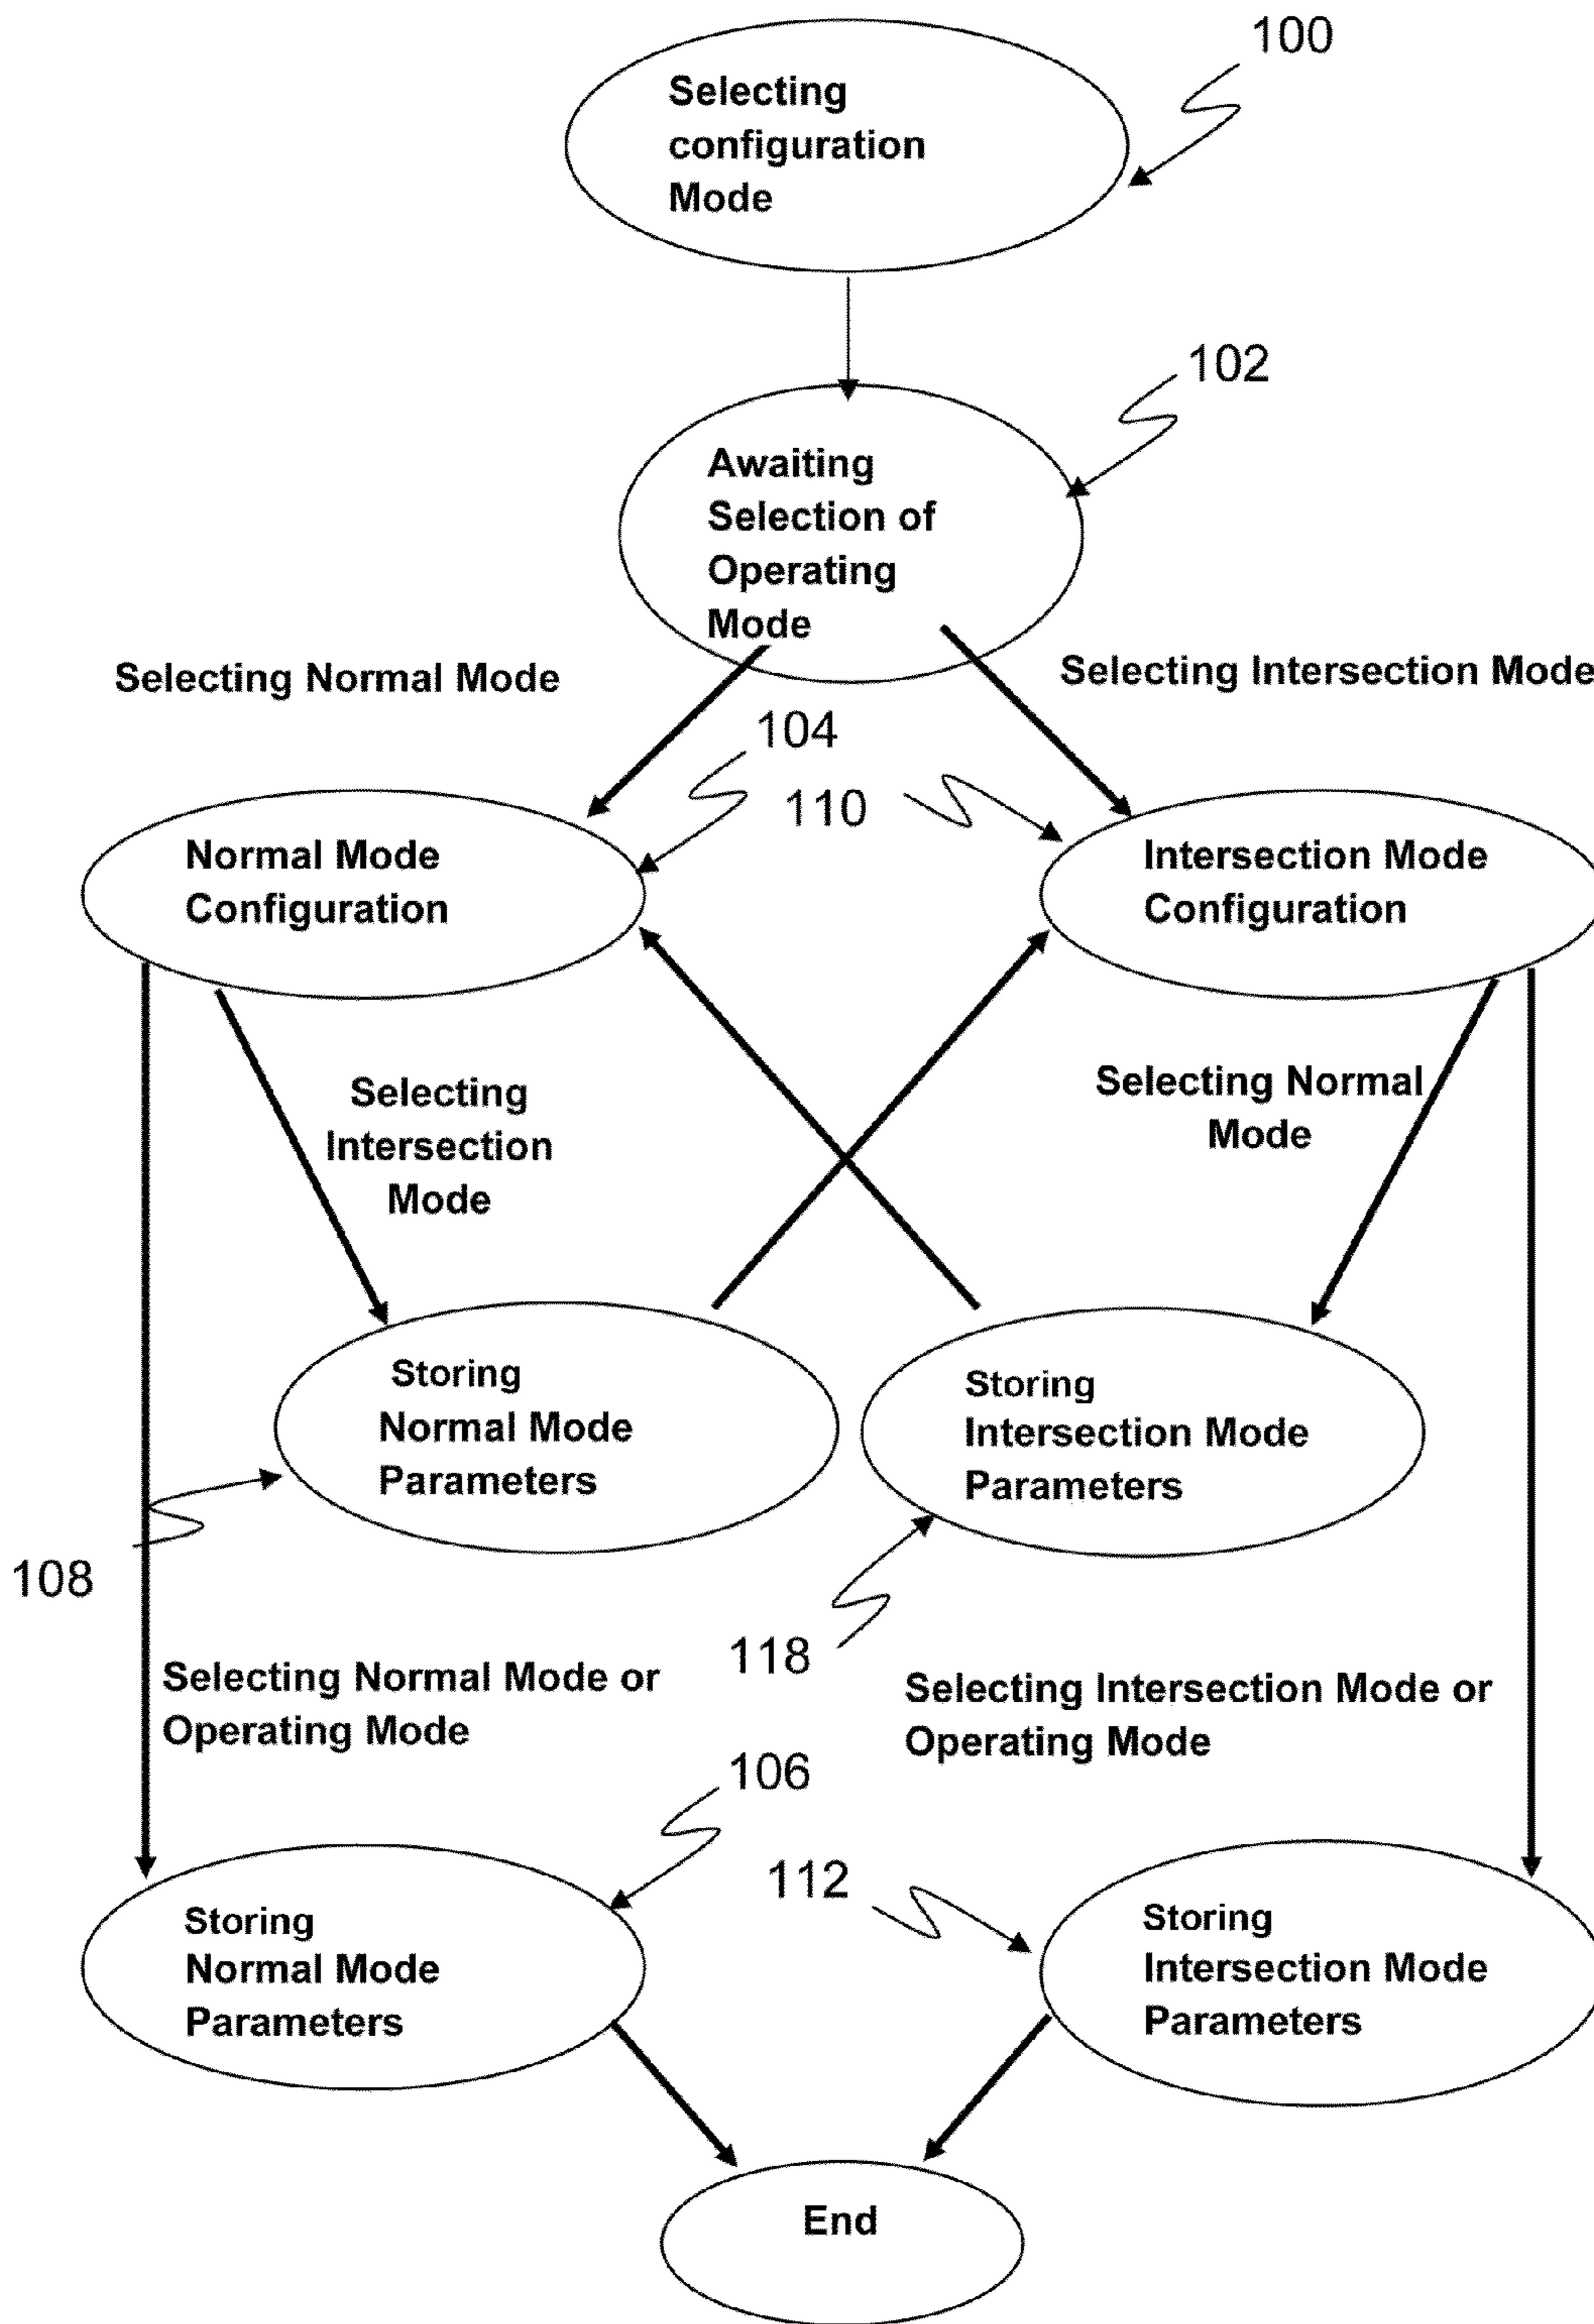 100
Selecting
configuration
Mode
102
Awaiting
Selection of
Operating
Mode
Selecting Normal Mode
Selecting Intersection Mode
104
110
Normal Mode
Configuration
Intersection Mode
Configuration
Selecting
Intersection
Mode
Selecting Normal
Mode
Storing
Normal Mode
Parameters
Storing
Intersection Mode
Parameters
108
118
Selecting Normal Mode or
Operating Mode
Selecting Intersection Mode or
Operating Mode
106
112
Storing
Normal Mode
Parameters
Storing
Intersection Mode
Parameters
End